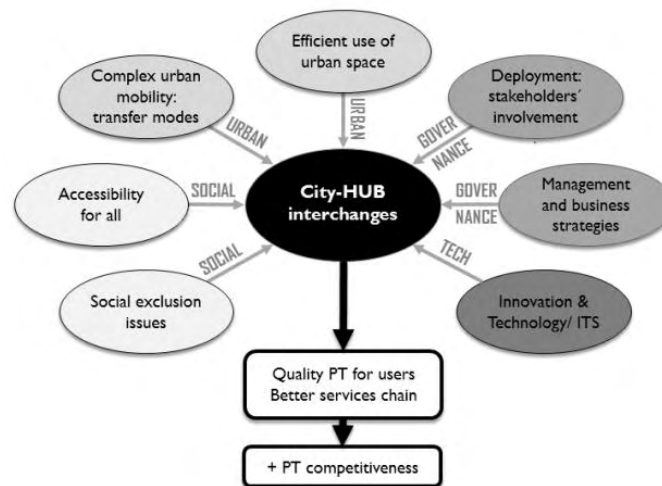 Efficient use of
urban space
Complex urban
mobility:
transfer modes
Deployment:
stakeholders´
involvement
URBAN
URBAN
GOVER
NANCE
Accessibility
for all
SOCIAL
City-HUB
interchanges
GOVER
NANCE
Management
and business
strategies
SOCIAL
TECH
Social exclusion
issues
Innovation &
Technology/ ITS
Quality PT for users
Better services chain
+ PT competitiveness